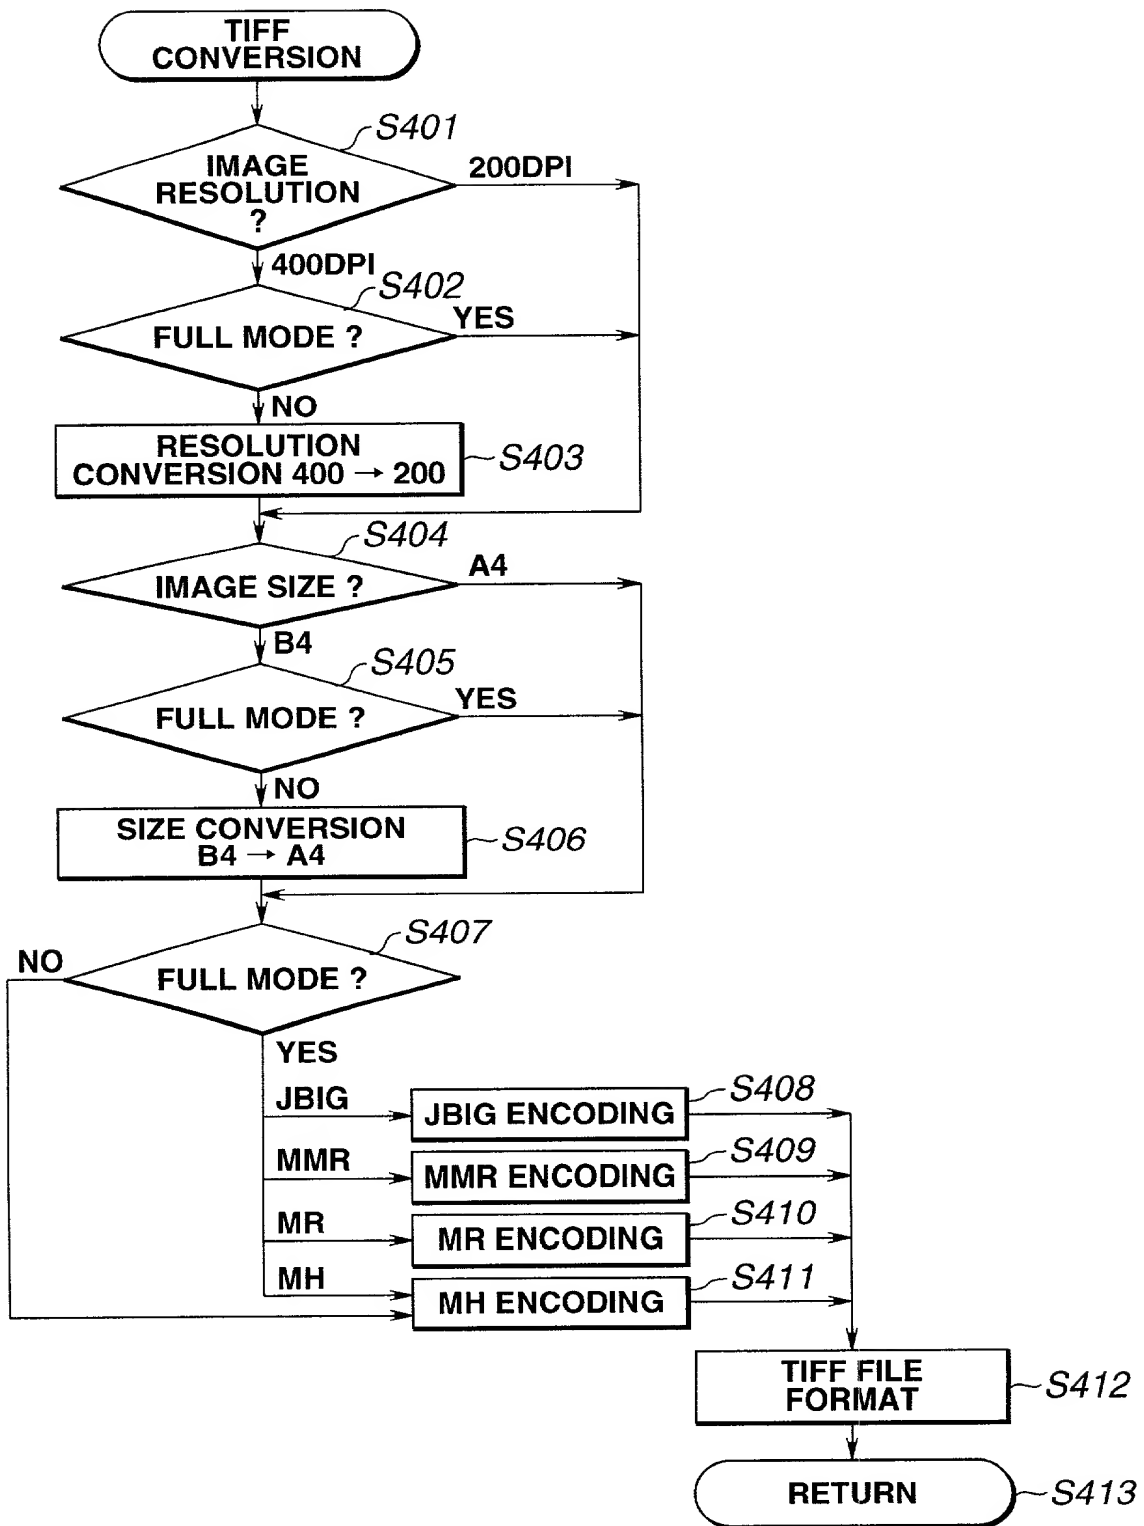 TIFF
CONVERSION
S401
IMAGE
RESOLUTION
?
200DPI
400DPI
S402
FULL MODE ?
YES
NO
RESOLUTION
CONVERSION 400 → 200
S403
S404
IMAGE SIZE ?
A4
B4
S405
FULL MODE ?
YES
NO
SIZE CONVERSION
B4 → A4
S406
S407
NO
FULL MODE ?
YES
JBIG
JBIG ENCODING
S408
MMR
MMR ENCODING
S409
MR
MR ENCODING
S410
MH
MH ENCODING
S411
TIFF FILE
FORMAT
S412
RETURN
S413